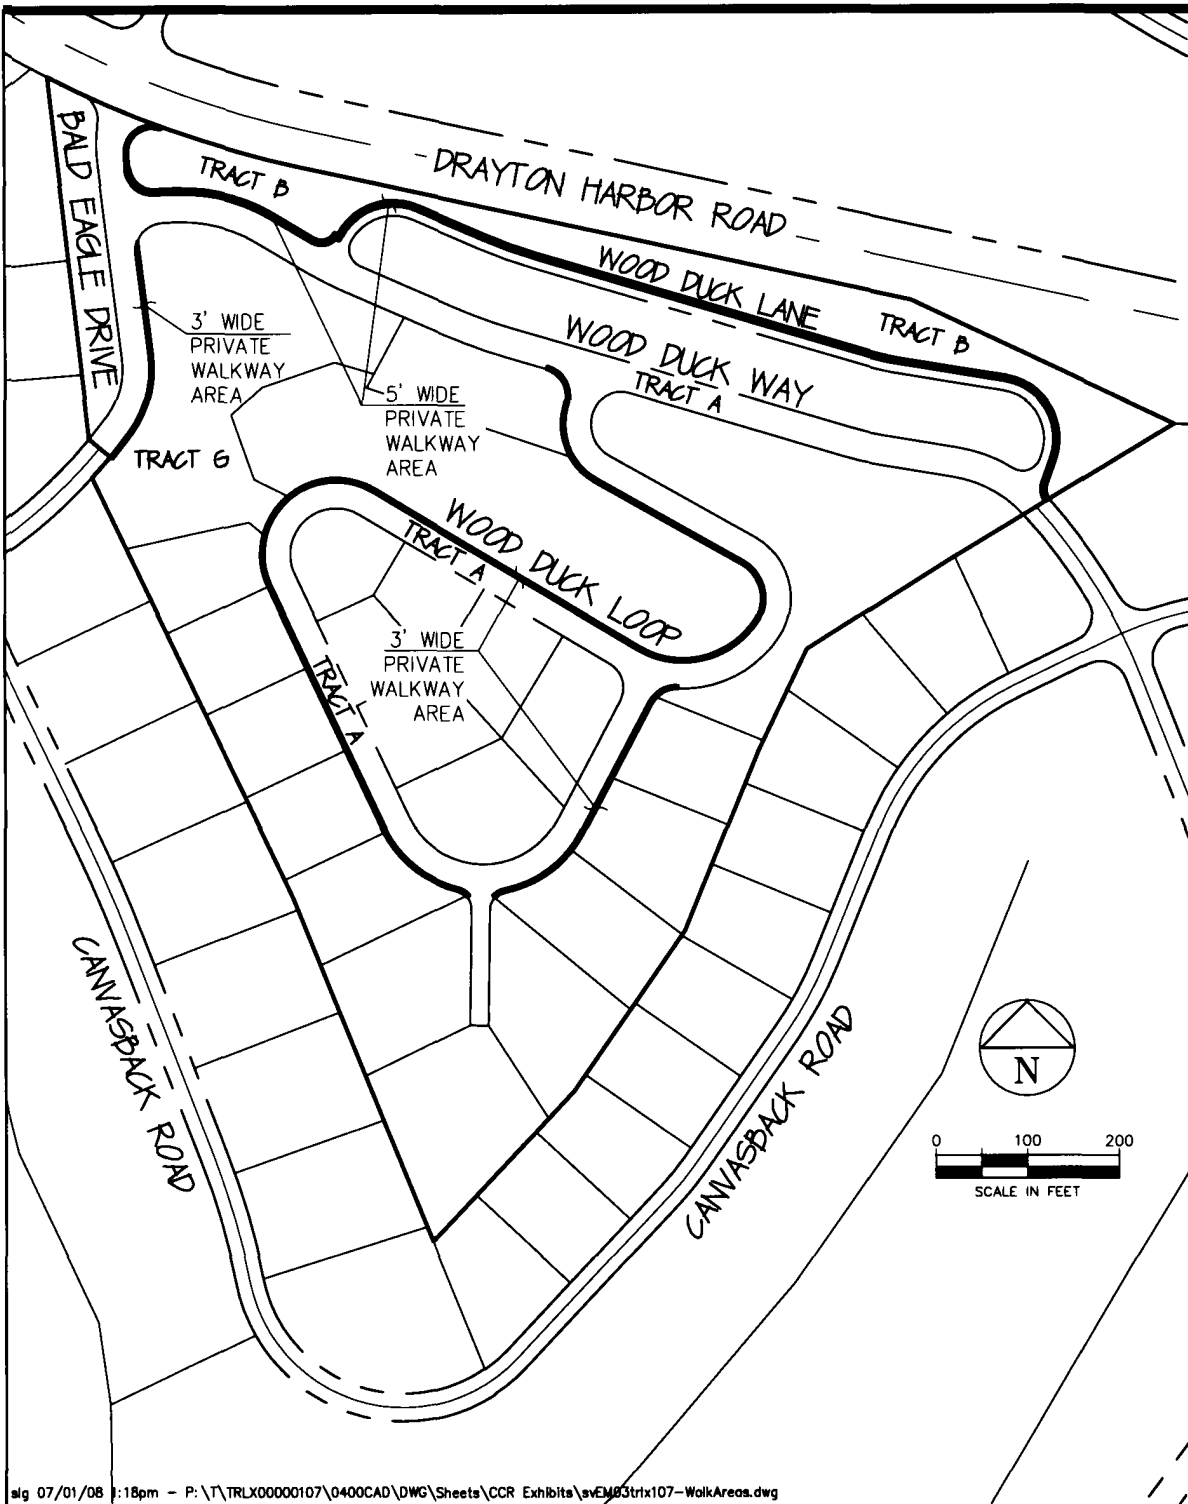 DRAYTON HARBOR ROAD
BALD EAGLE DRIVE
TRACT B
WOOD DUCK LANE
TRACT B
WOOD DUCK WAY
TRACT A
3' WIDE
PRIVATE
WALKWAY
AREA
5' WIDE
PRIVATE
WALKWAY
AREA
TRACT G
WOOD DUCK LOOP
TRACT A
3' WIDE
PRIVATE
WALKWAY
AREA
TRACT A
CANVASBACK ROAD
CANVASBACK ROAD
N
0 100 200
SCALE IN FEET
slg 07/01/08 1:18pm - P:\T\TRLX00000107\0400CAD\DWG\Sheets\CCR Exhibits\svEM03trlx107-WalkAreas.dwg